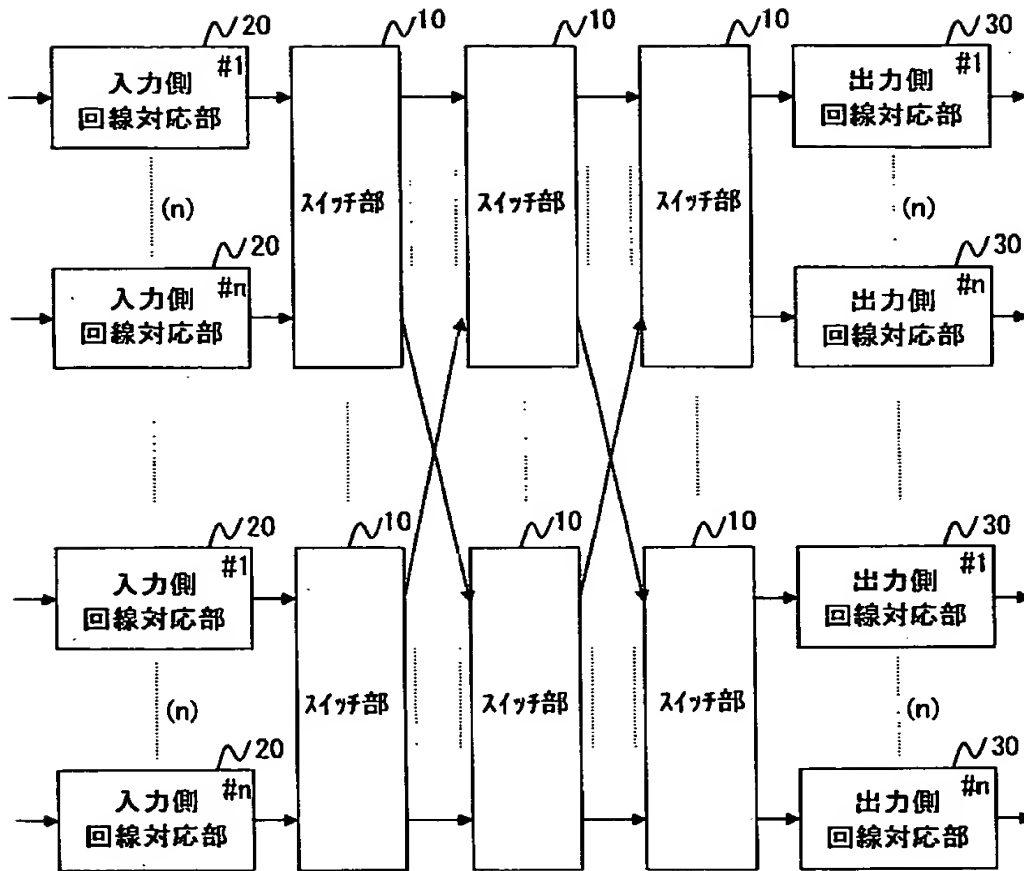 20 10 10 10 30
入力側 #1
回線対応部
スイッチ部
スイッチ部
スイッチ部
出力側 #1
回線対応部
(n)
(n)
20
入力側 #n
回線対応部
30
出力側 #n
回線対応部
20 10 10 10 30
入力側 #1
回線対応部
スイッチ部
スイッチ部
スイッチ部
出力側 #1
回線対応部
(n)
(n)
20
入力側 #n
回線対応部
30
出力側 #n
回線対応部